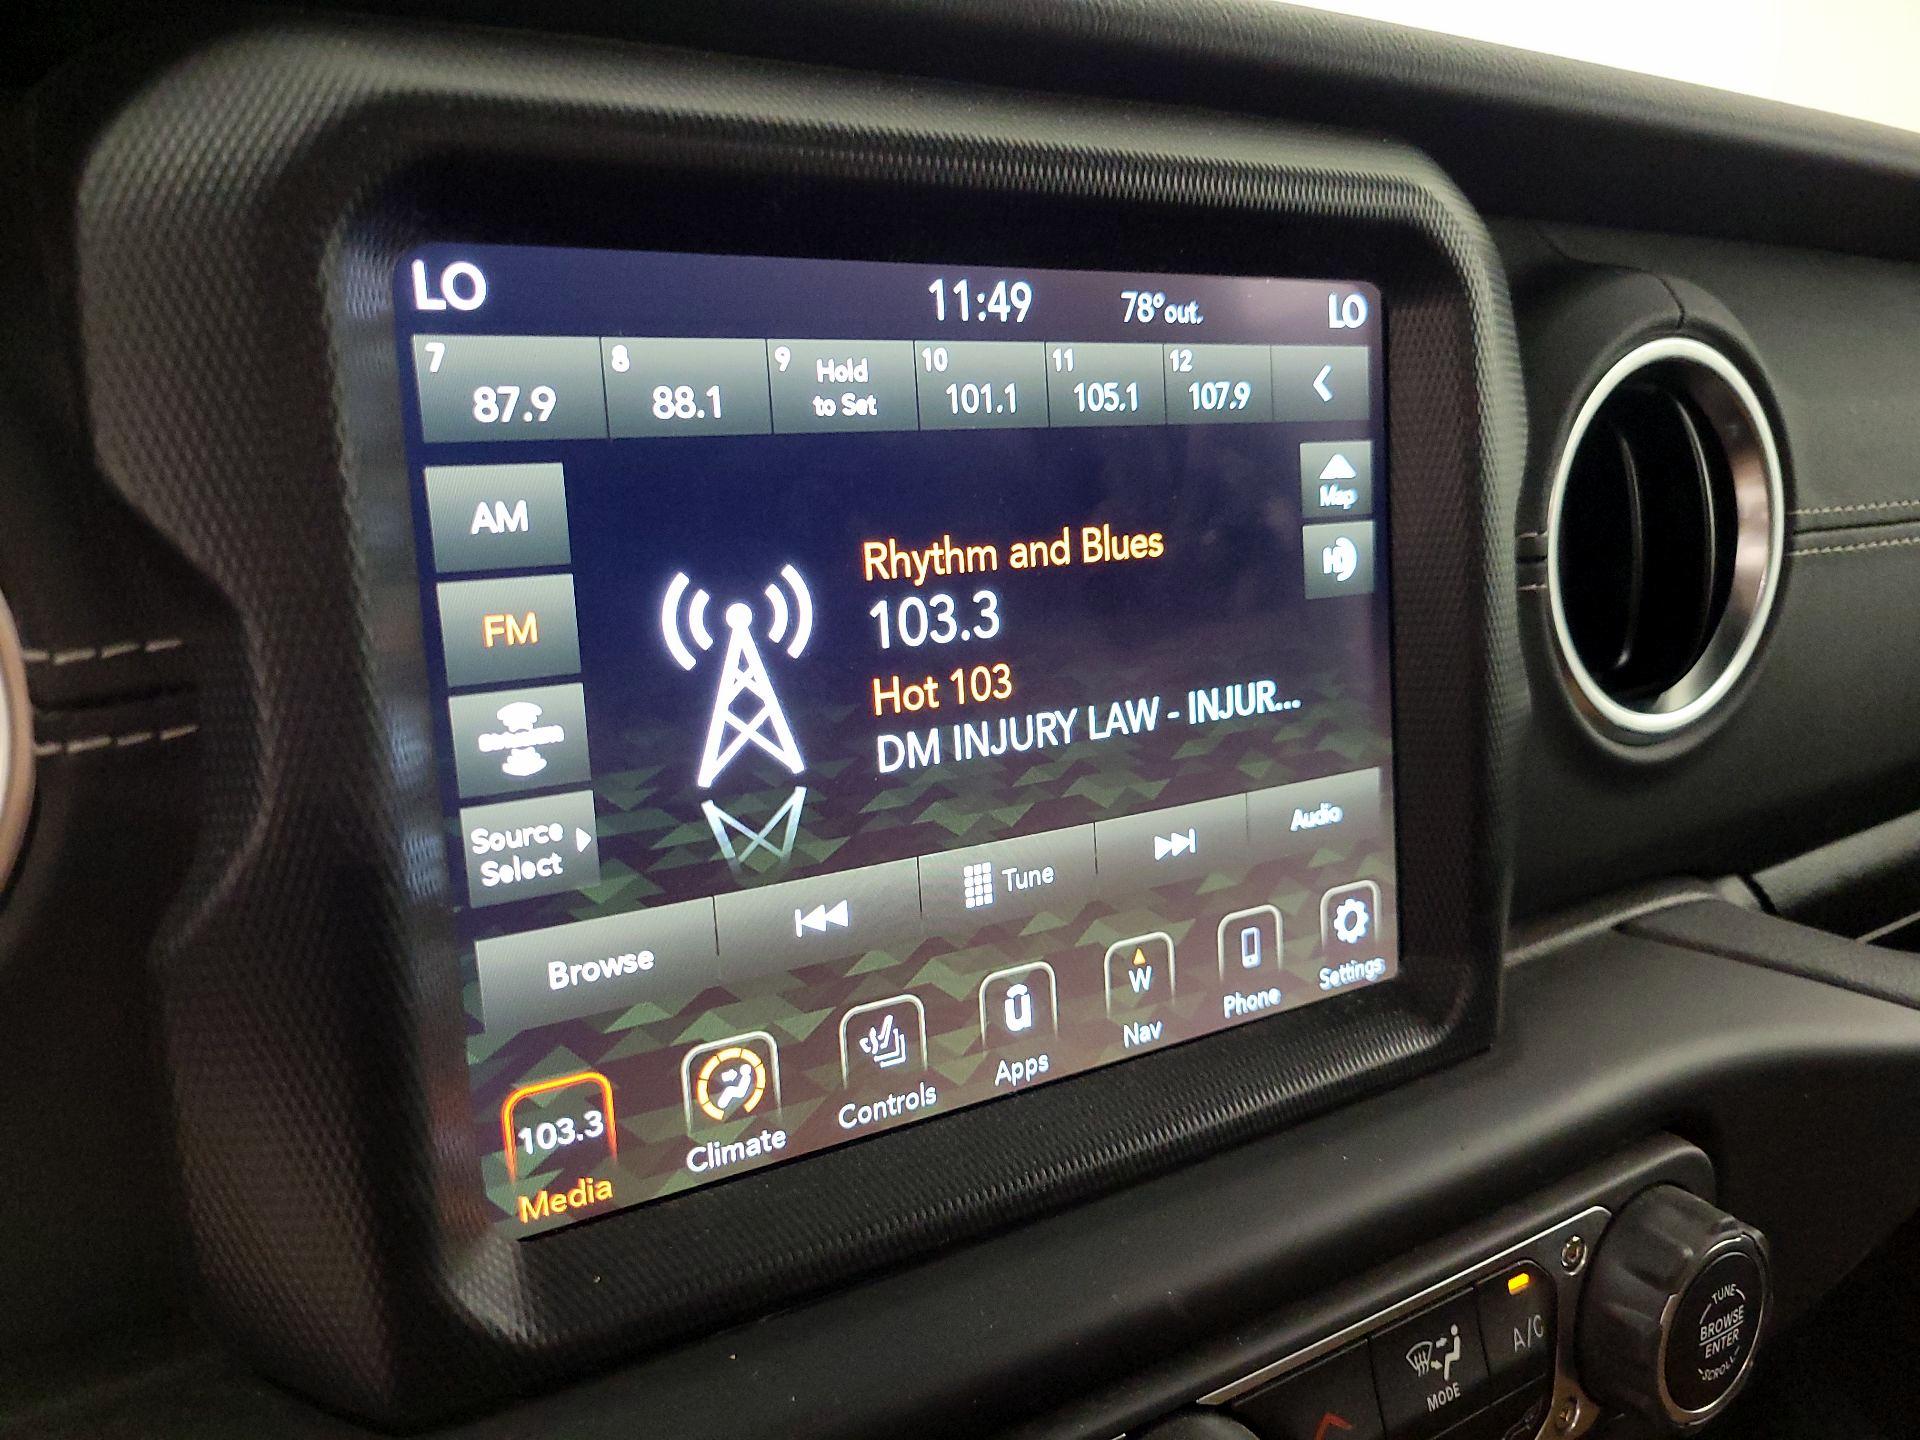 LO
11:49
78° out.
LO
7
87.9
8
88.1
9
Hold
to Set
10
101.1
11
105.1
12
107.9
AM
FM
Source
Select
Map
HD
Rhythm and Blues
103.3
Hot 103
DM INJURY LAW - INJUR...
Browse
Tune
Audio
103.3
Media
Climate
Controls
Apps
W
Nav
Phone
Settings
MODE
A/C
TUNE
BROWSE
ENTER
SCROLL